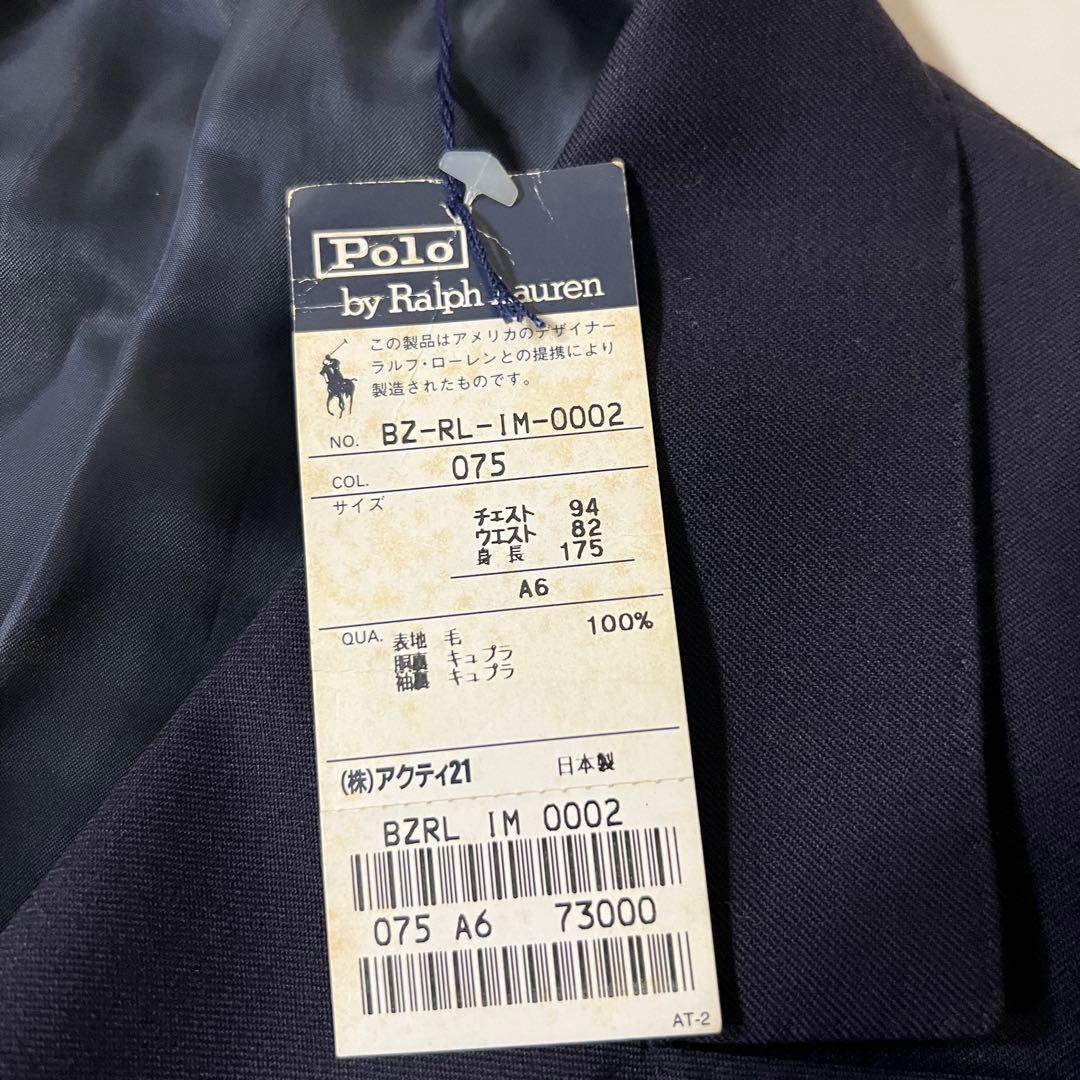 Polo
by Ralph Lauren
この製品はアメリカのデザイナー
ラルフ・ローレンとの提携により
製造されたものです。
NO. BZ-RL-IM-0002
COL. 075
サイズ
チェスト 94
ウエスト 82
身長 175
A6
QUA. 表地 毛 100%
胴裏 キュプラ
袖裏 キュプラ
(株)アクティ21 日本製
BZRL IM 0002
075 A6 73000
AT-2